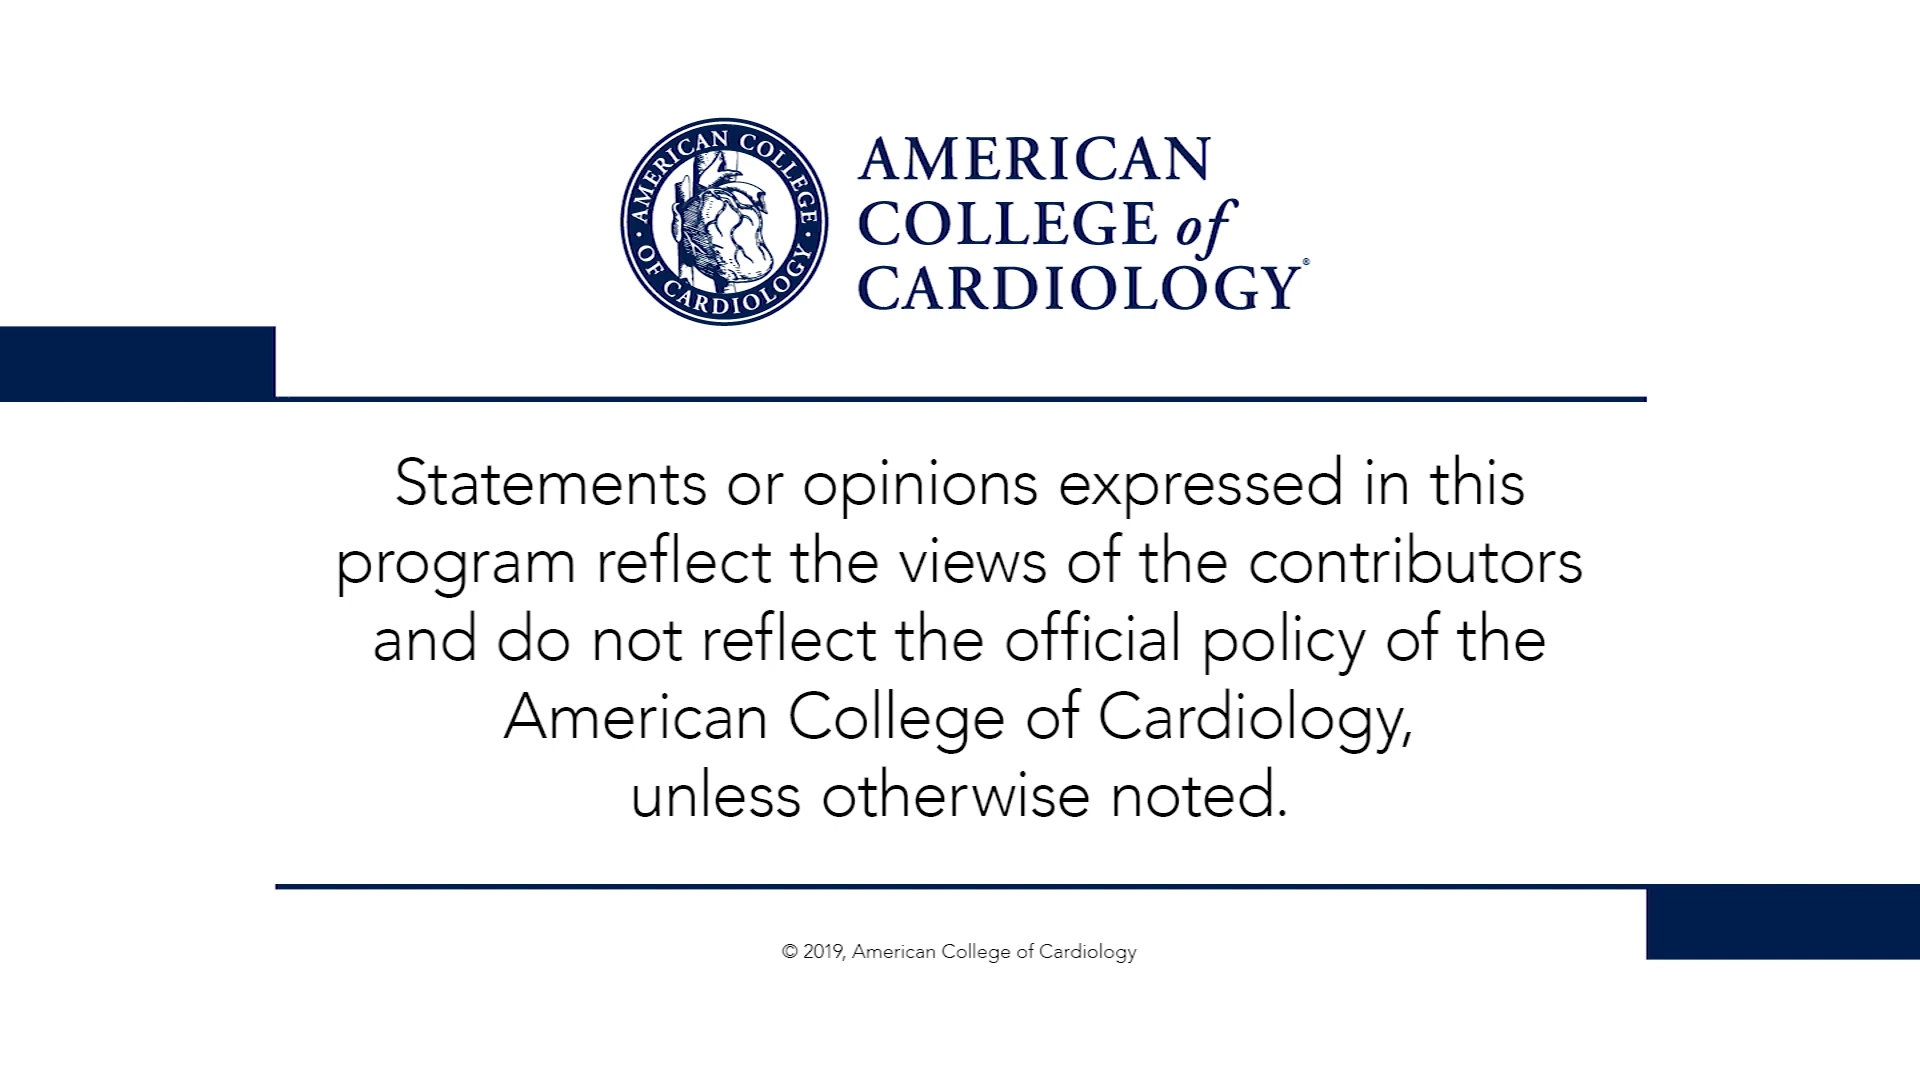 AMERICAN COLLEGE
· OF CARDIOLOGY ·
AMERICAN
COLLEGE of
CARDIOLOGY®
Statements or opinions expressed in this
program reflect the views of the contributors
and do not reflect the official policy of the
American College of Cardiology,
unless otherwise noted.
© 2019, American College of Cardiology